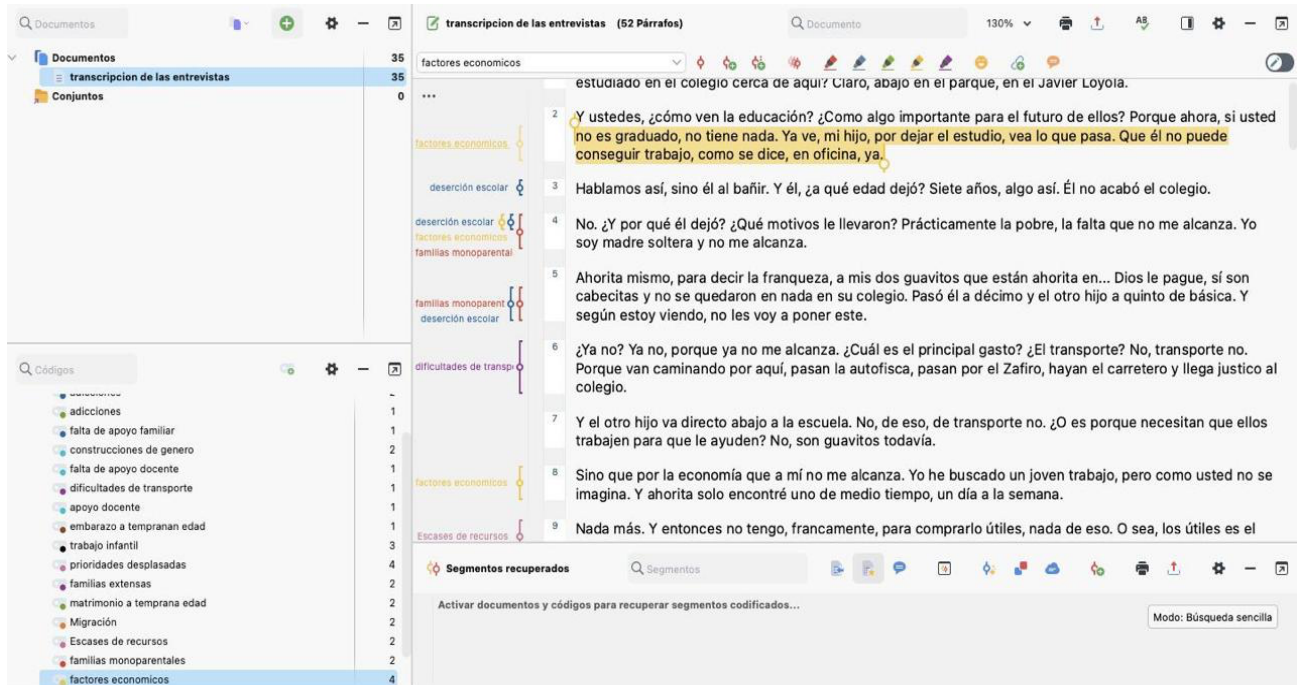 Documentos
Documentos 35
transcripcion de las entrevistas 35
Conjuntos 0
Códigos
adicciones 1
falta de apoyo familiar 1
construcciones de genero 2
falta de apoyo docente 1
dificultades de transporte 1
apoyo docente 1
embarazo a tempranan edad 1
trabajo infantil 3
prioridades desplasadas 4
familias extensas 2
matrimonio a temprana edad 2
Migración 2
Escases de recursos 2
familias monoparentales 2
factores economicos 4
transcripcion de las entrevistas (52 Párrafos)
Documento
130%
factores economicos
estudiado en el colegio cerca de aquí? Claro, abajo en el parque, en el Javier Loyola.
...
factores economicos
2 Y ustedes, ¿cómo ven la educación? ¿Como algo importante para el futuro de ellos? Porque ahora, si usted
no es graduado, no tiene nada. Ya ve, mi hijo, por dejar el estudio, vea lo que pasa. Que él no puede
conseguir trabajo, como se dice, en oficina, ya.
deserción escolar
3 Hablamos así, sino él al bañir. Y él, ¿a qué edad dejó? Siete años, algo así. Él no acabó el colegio.
deserción escolar
factores economicos
familias monoparental
4 No. ¿Y por qué él dejó? ¿Qué motivos le llevaron? Prácticamente la pobre, la falta que no me alcanza. Yo
soy madre soltera y no me alcanza.
familias monoparent
deserción escolar
5 Ahorita mismo, para decir la franqueza, a mis dos guavitos que están ahorita en... Dios le pague, sí son
cabecitas y no se quedaron en nada en su colegio. Pasó él a décimo y el otro hijo a quinto de básica. Y
según estoy viendo, no les voy a poner este.
dificultades de transp
6 ¿Ya no? Ya no, porque ya no me alcanza. ¿Cuál es el principal gasto? ¿El transporte? No, transporte no.
Porque van caminando por aquí, pasan la autofisca, pasan por el Zafiro, hayan el carretero y llega justico al
colegio.
7 Y el otro hijo va directo abajo a la escuela. No, de eso, de transporte no. ¿O es porque necesitan que ellos
trabajen para que le ayuden? No, son guavitos todavía.
factores economicos
8 Sino que por la economía que a mí no me alcanza. Yo he buscado un joven trabajo, pero como usted no se
imagina. Y ahorita solo encontré uno de medio tiempo, un día a la semana.
Escases de recursos
9 Nada más. Y entonces no tengo, francamente, para comprarlo útiles, nada de eso. O sea, los útiles es el
Segmentos recuperados
Segmentos
Activar documentos y códigos para recuperar segmentos codificados...
Modo: Búsqueda sencilla